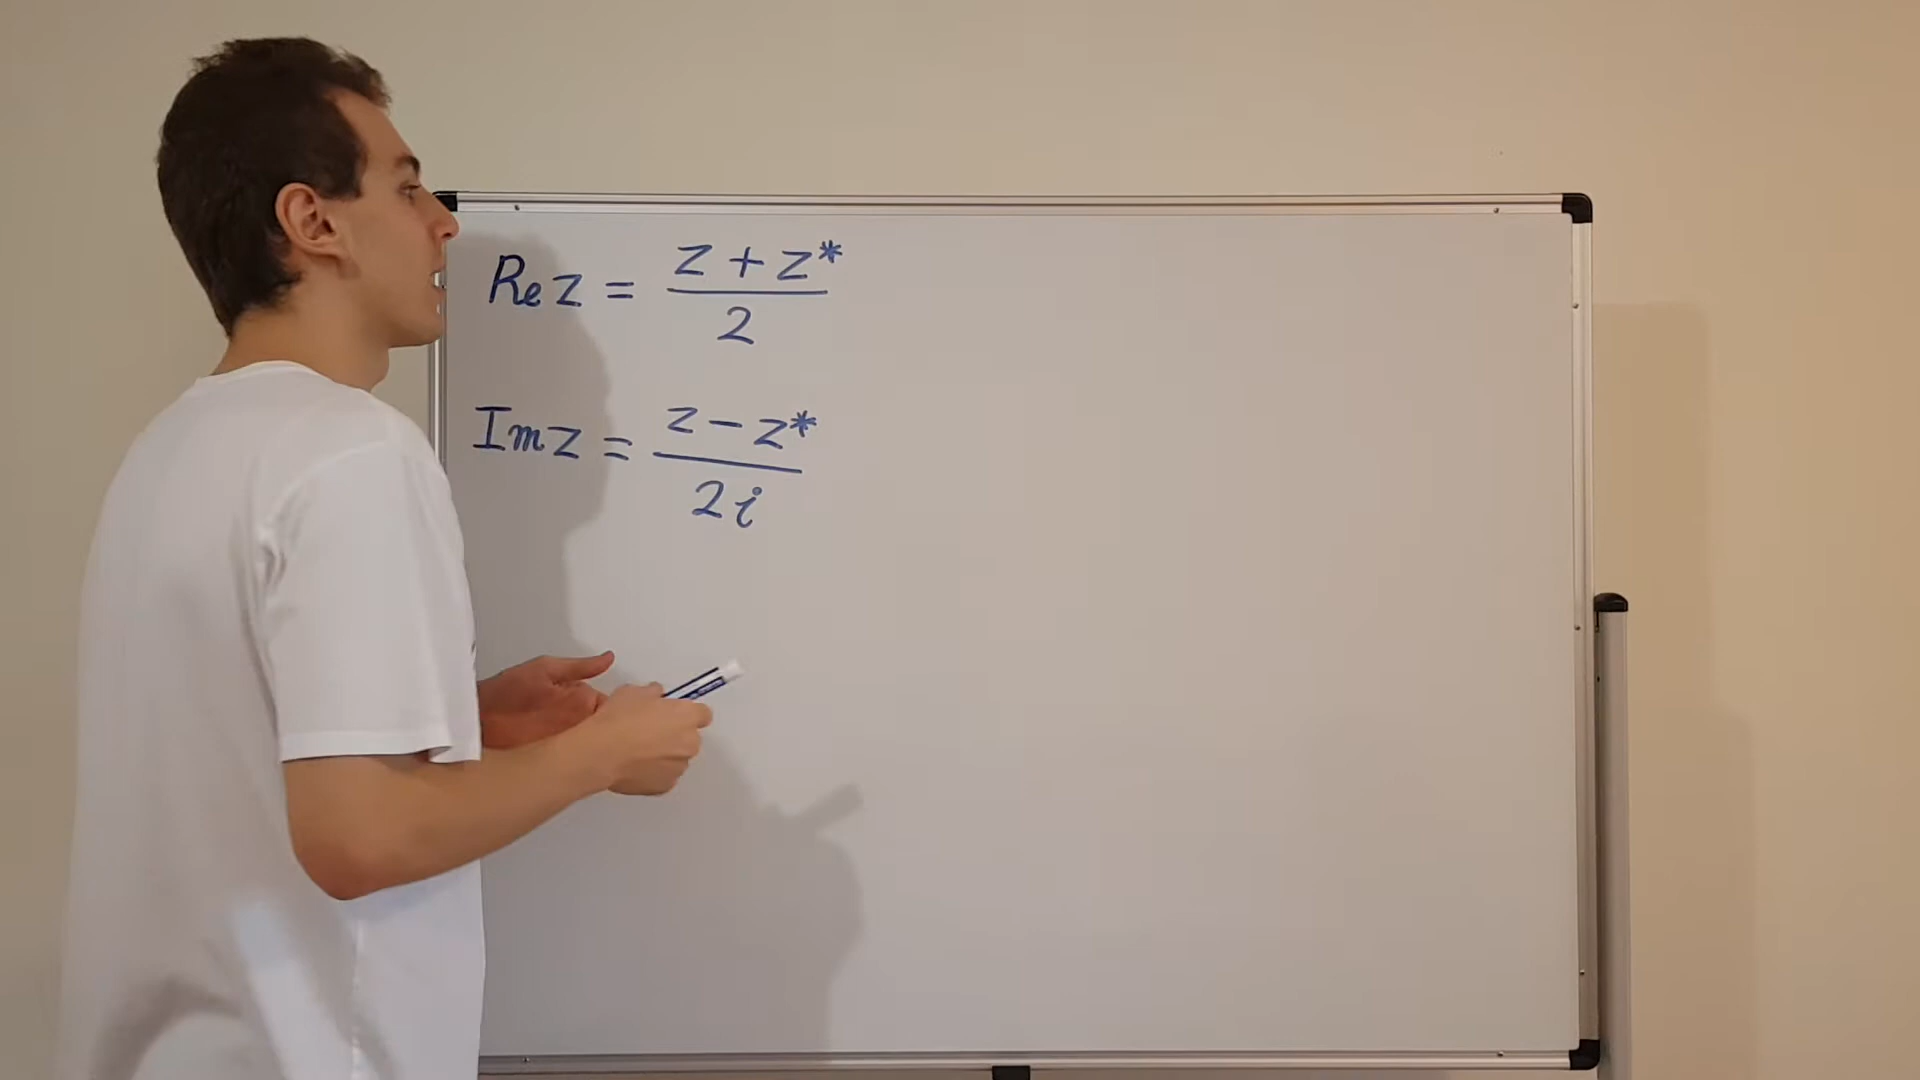 Re z = z + z* / 2
Im z = z - z* / 2i